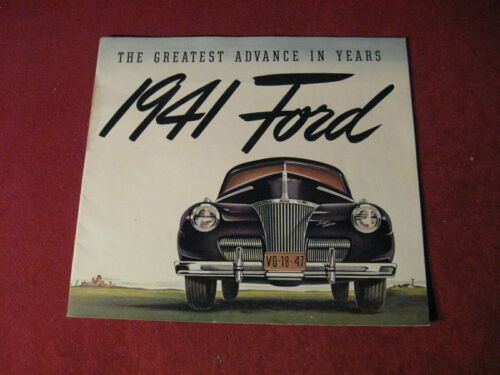 THE GREATEST ADVANCE IN YEARS
1941 Ford
VO-18-47